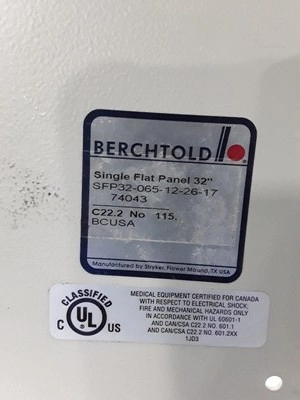 BERCHTOLD
Single Flat Panel 32"
SFP32-065-12-26-17
74043
C22.2 No 115.
BCUSA
Manufactured by Stryker, Flower Mound, TX USA
CLASSIFIED
C UL US
MEDICAL EQUIPMENT CERTIFIED FOR CANADA
WITH RESPECT TO ELECTRICAL SHOCK,
FIRE AND MECHANICAL HAZARDS ONLY
IN ACCORDANCE WITH UL 60601-1
AND CAN/CSA C22.2 NO. 601.1
AND CAN/CSA C22.2 NO. 601.2XX
1JD3